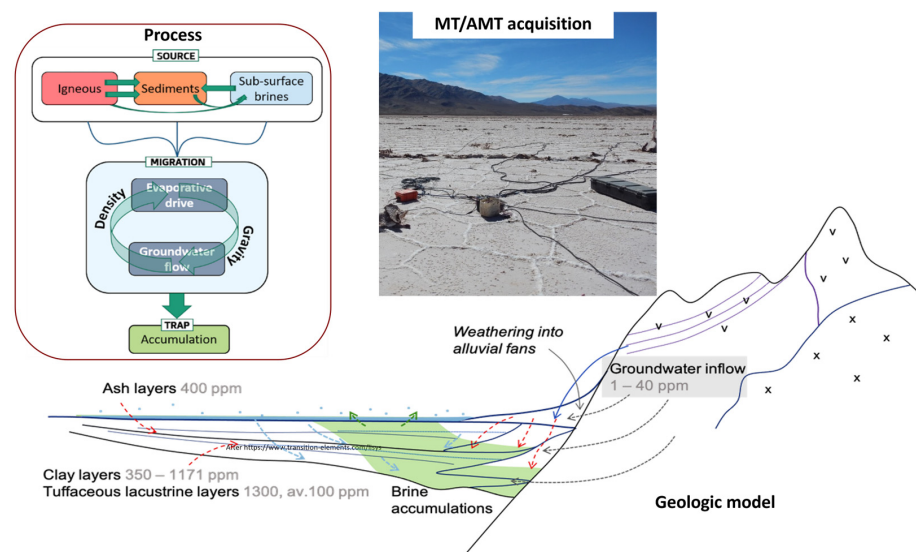 Process
SOURCE
Igneous
Sediments
Sub-surface
brines
MIGRATION
Evaporative
drive
Density
Gravity
Groundwater
flow
TRAP
Accumulation
MT/AMT acquisition
Weathering into
alluvial fans
Groundwater inflow
1 – 40 ppm
v
v
v
v
v
v
v
x
x
x
x
x
x
Ash layers 400 ppm
After https://www.transition-elements.com/lisys
Clay layers 350 – 1171 ppm
Tuffaceous lacustrine layers 1300, av.100 ppm
Brine
accumulations
Geologic model